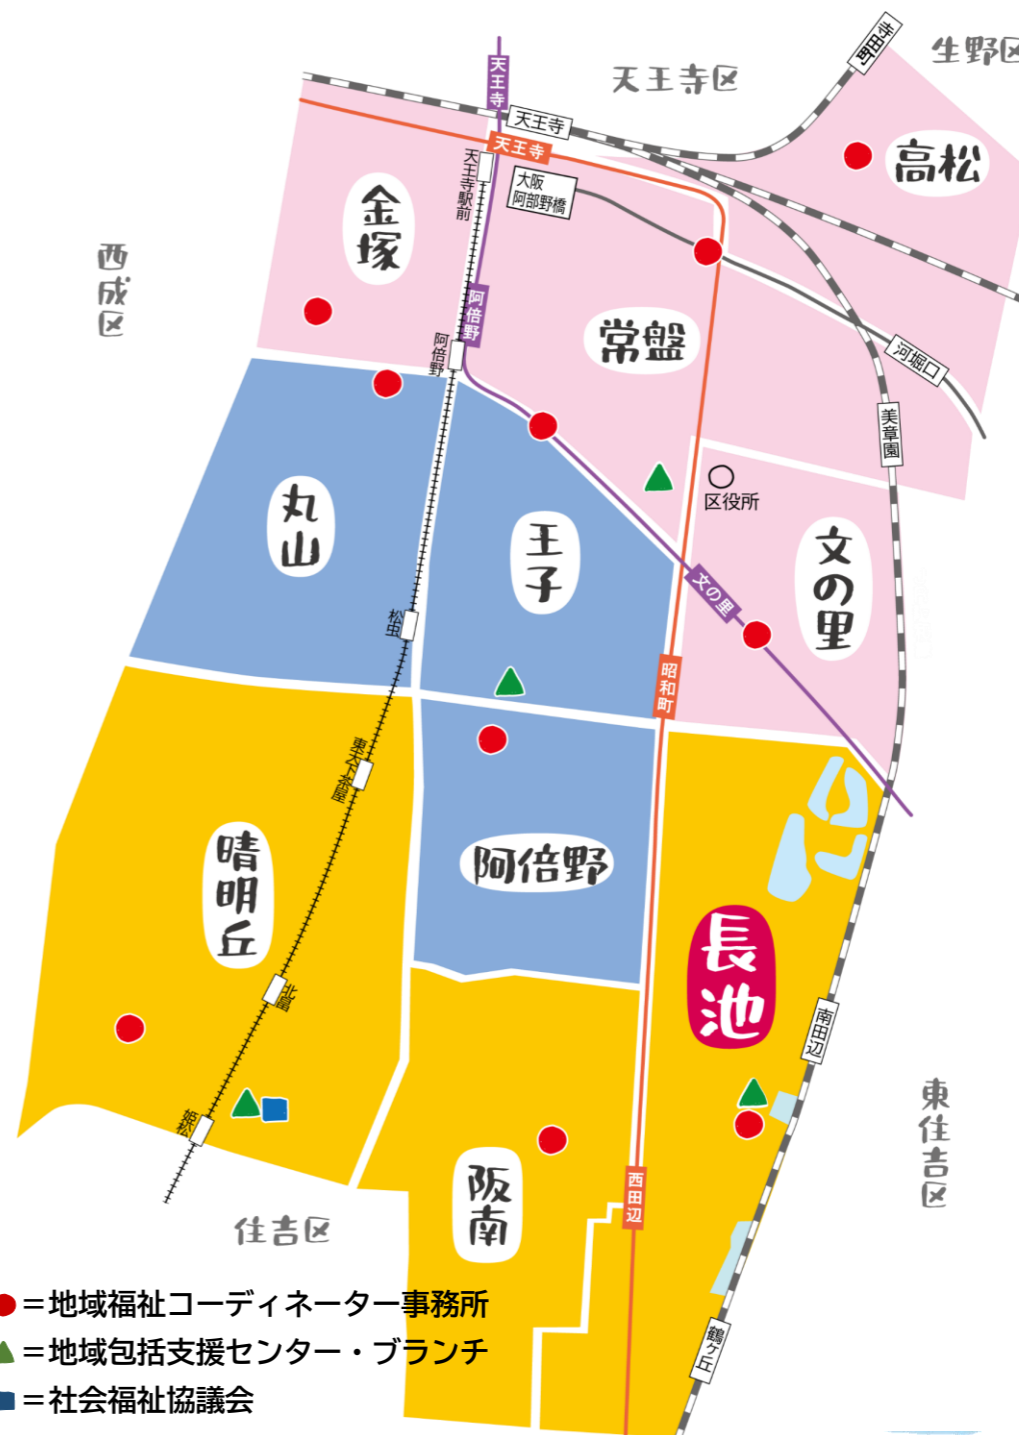 寺田町
生野区
天王寺区
天王寺
天王寺
天王寺
高松
天王寺駅前
大阪
阿部野橋
金塚
西成区
阿倍野
常盤
阿倍野
河堀口
美章園
区役所
丸山
王子
文の里
文の里
松虫
昭和町
東天下茶屋
晴明丘
阿倍野
長池
北畠
南田辺
東住吉区
姫松
阪南
西田辺
住吉区
＝地域福祉コーディネーター事務所
＝地域包括支援センター・ブランチ
＝社会福祉協議会
鶴ヶ丘